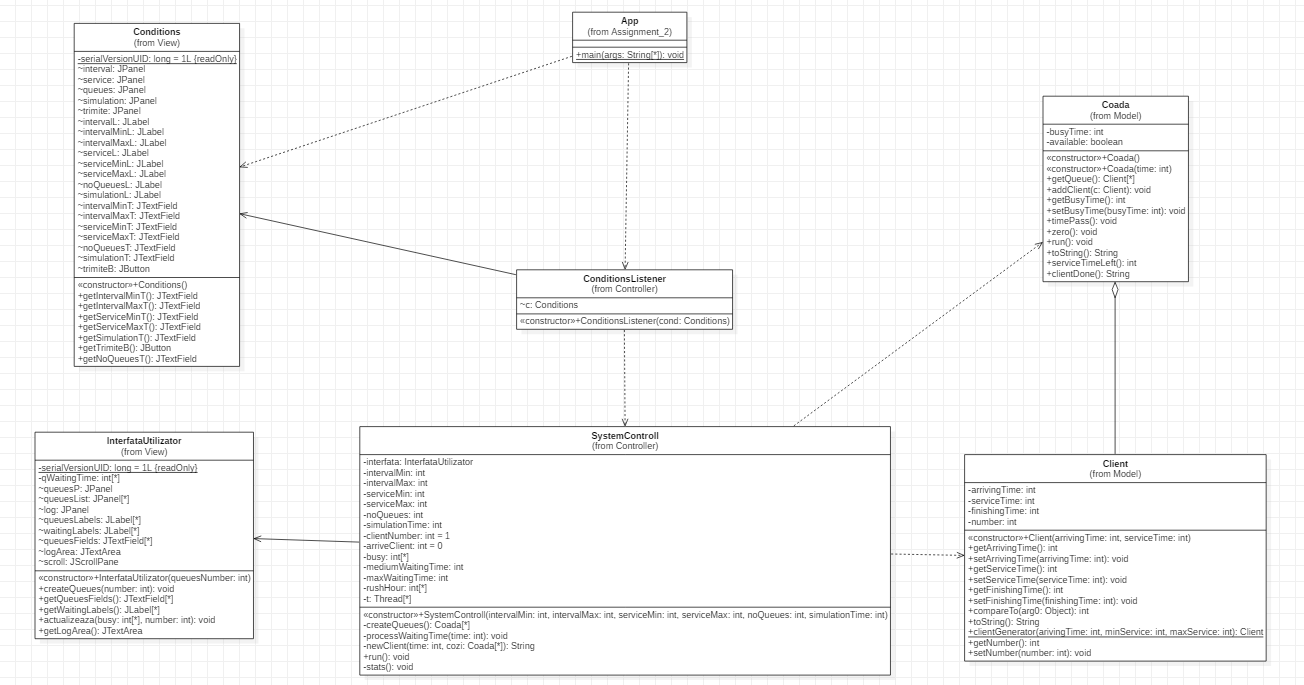 Conditions
(from View)
-serialVersionUID: long = 1L {readOnly}
~interval: JPanel
~service: JPanel
~queues: JPanel
~simulation: JPanel
~trimite: JPanel
~intervalL: JLabel
~intervalMinL: JLabel
~intervalMaxL: JLabel
~serviceL: JLabel
~serviceMinL: JLabel
~serviceMaxL: JLabel
~noQueuesL: JLabel
~simulationL: JLabel
~intervalMinT: JTextField
~intervalMaxT: JTextField
~serviceMinT: JTextField
~serviceMaxT: JTextField
~noQueuesT: JTextField
~simulationT: JTextField
~trimiteB: JButton
«constructor»+Conditions()
+getIntervalMinT(): JTextField
+getIntervalMaxT(): JTextField
+getServiceMinT(): JTextField
+getServiceMaxT(): JTextField
+getSimulationT(): JTextField
+getTrimiteB(): JButton
+getNoQueuesT(): JTextField
App
(from Assignment_2)
+main(args: String[*]): void
Coada
(from Model)
-busyTime: int
-available: boolean
«constructor»+Coada()
«constructor»+Coada(time: int)
+getQueue(): Client[*]
+addClient(c: Client): void
+getBusyTime(): int
+setBusyTime(busyTime: int): void
+timePass(): void
+zero(): void
+run(): void
+toString(): String
+serviceTimeLeft(): int
+clientDone(): String
ConditionsListener
(from Controller)
~c: Conditions
«constructor»+ConditionsListener(cond: Conditions)
InterfataUtilizator
(from View)
-serialVersionUID: long = 1L {readOnly}
-qWaitingTime: int[*]
~queuesP: JPanel
~queuesList: JPanel[*]
~log: JPanel
~queuesLabels: JLabel[*]
~waitingLabels: JLabel[*]
~queuesFields: JTextField[*]
~logArea: JTextArea
~scroll: JScrollPane
«constructor»+InterfataUtilizator(queuesNumber: int)
+createQueues(number: int): void
+getQueuesFields(): JTextField[*]
+getWaitingLabels(): JLabel[*]
+actualizeaza(busy: int[*], number: int): void
+getLogArea(): JTextArea
SystemControll
(from Controller)
-interfata: InterfataUtilizator
-intervalMin: int
-intervalMax: int
-serviceMin: int
-serviceMax: int
-noQueues: int
-simulationTime: int
-clientNumber: int = 1
-arriveClient: int = 0
-busy: int[*]
-mediumWaitingTime: int
-maxWaitingTime: int
-rushHour: int[*]
-t: Thread[*]
«constructor»+SystemControll(intervalMin: int, intervalMax: int, serviceMin: int, serviceMax: int, noQueues: int, simulationTime: int)
-createQueues(): Coada[*]
-processWaitingTime(time: int): void
-newClient(time: int, cozi: Coada[*]): String
+run(): void
-stats(): void
Client
(from Model)
-arrivingTime: int
-serviceTime: int
-finishingTime: int
-number: int
«constructor»+Client(arrivingTime: int, serviceTime: int)
+getArrivingTime(): int
+setArrivingTime(arrivingTime: int): void
+getServiceTime(): int
+setServiceTime(serviceTime: int): void
+getFinishingTime(): int
+setFinishingTime(finishingTime: int): void
+compareTo(arg0: Object): int
+toString(): String
+clientGenerator(arivingTime: int, minService: int, maxService: int): Client
+getNumber(): int
+setNumber(number: int): void